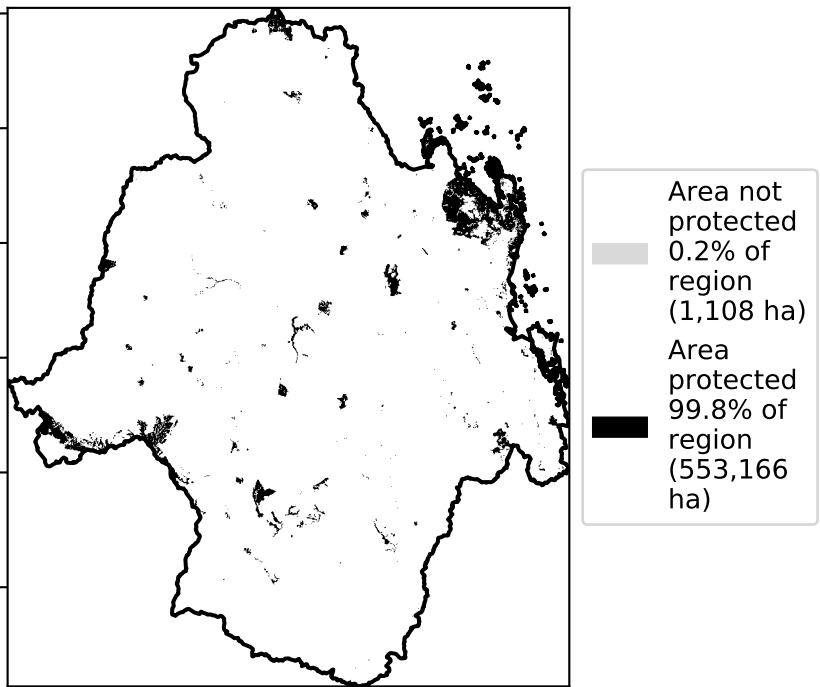 Area not
protected
0.2% of
region
(1,108 ha)
Area
protected
99.8% of
region
(553,166
ha)